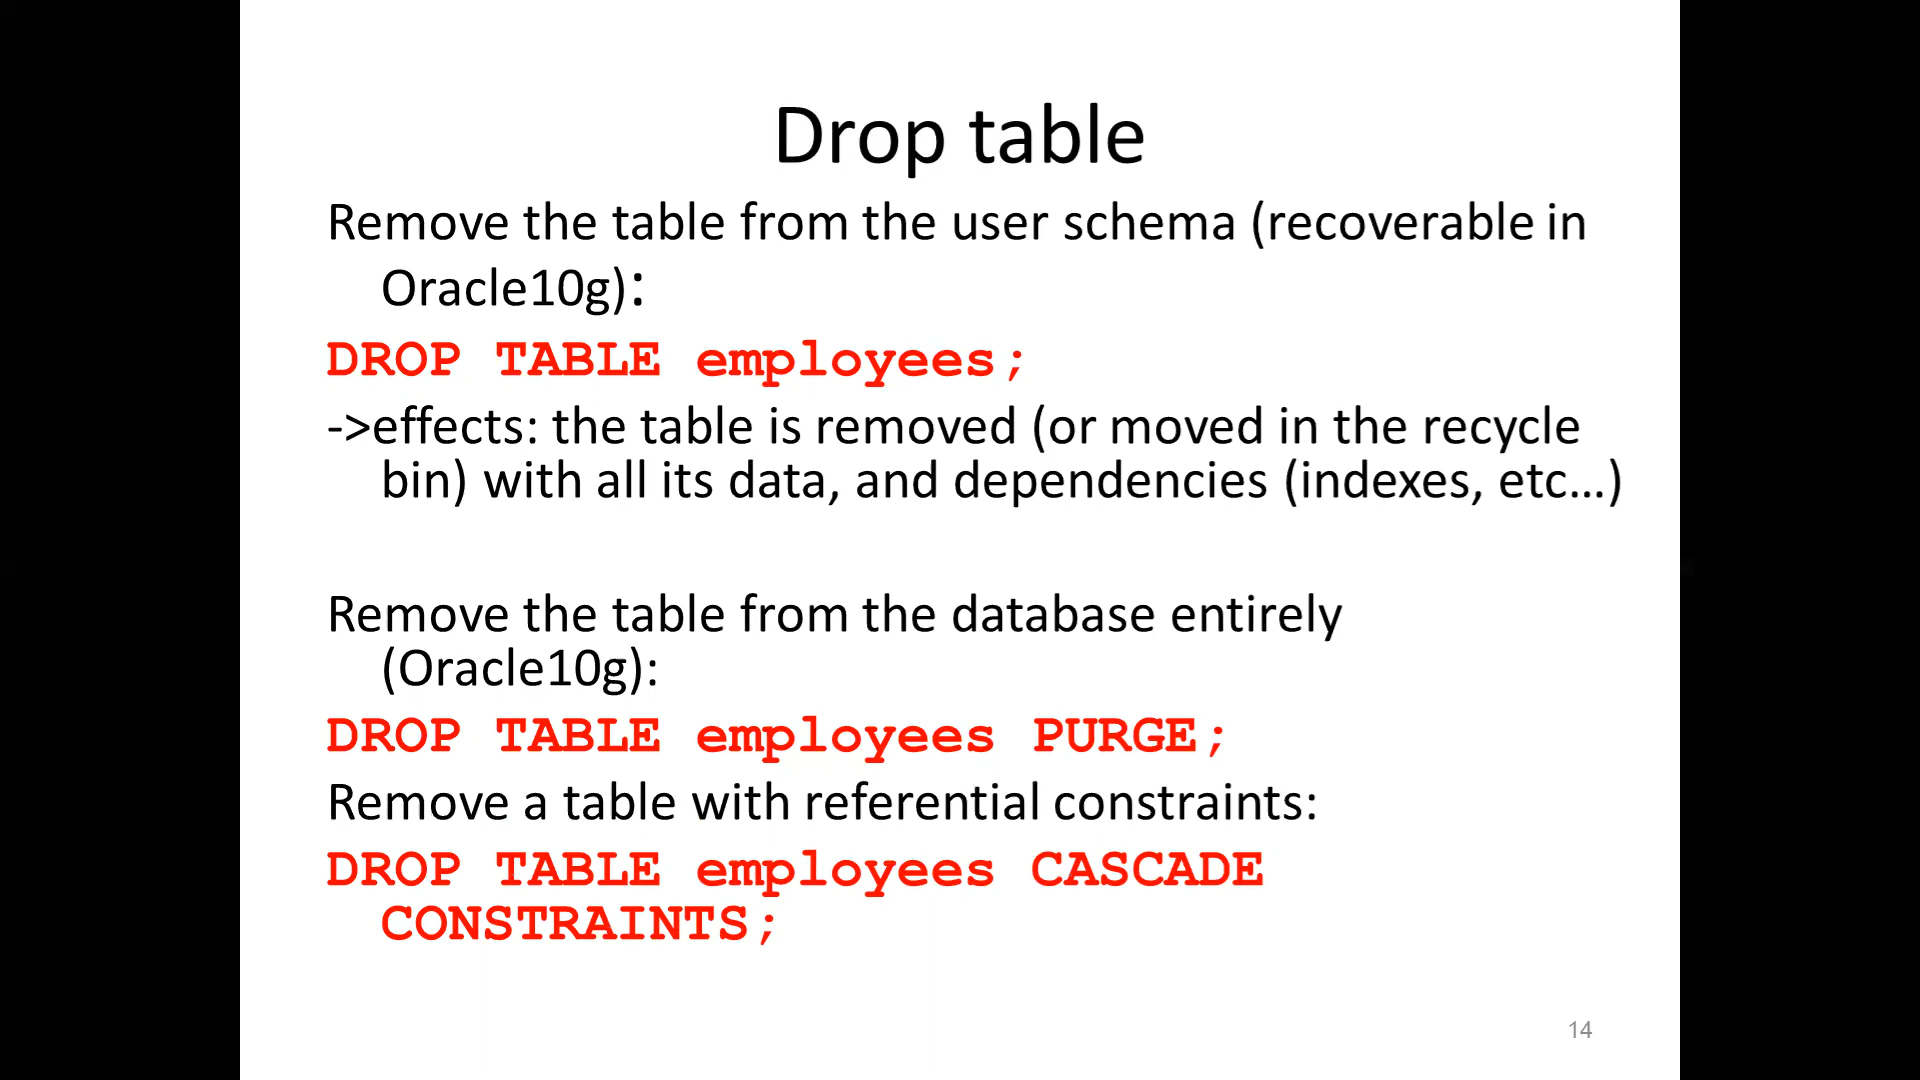 Drop table
Remove the table from the user schema (recoverable in
Oracle10g):
DROP TABLE employees;
->effects: the table is removed (or moved in the recycle
bin) with all its data, and dependencies (indexes, etc…)
Remove the table from the database entirely
(Oracle10g):
DROP TABLE employees PURGE;
Remove a table with referential constraints:
DROP TABLE employees CASCADE
CONSTRAINTS;
14